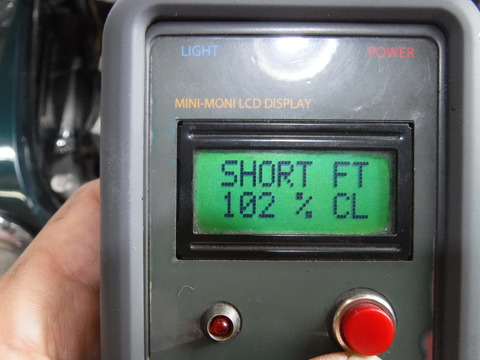 LIGHT POWER
MINI-MONI LCD DISPLAY
SHORT FT
102 % CL